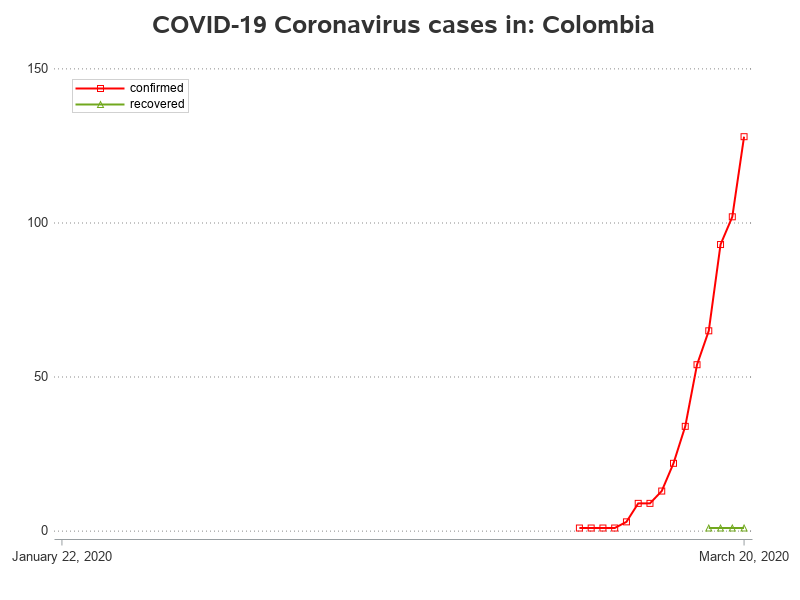 COVID-19 Coronavirus cases in: Colombia
150
confirmed
recovered
100
50
0
January 22, 2020
March 20, 2020